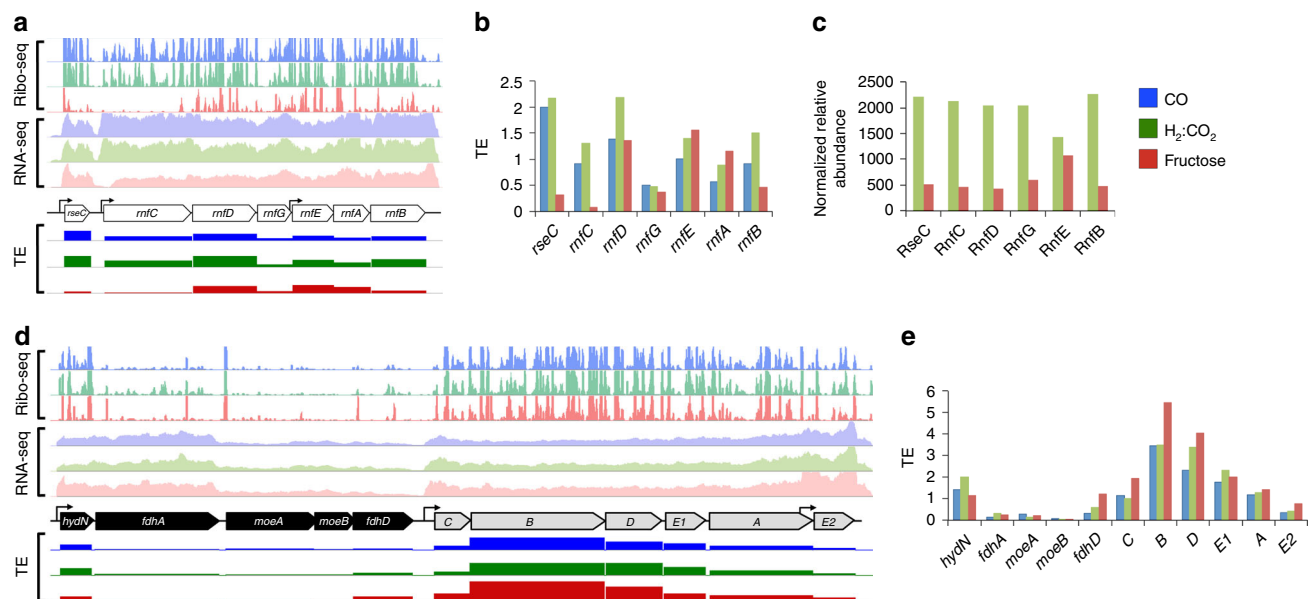 a
Ribo-seq
RNA-seq
rseC rnfC rnfD rnfG rnfE rnfA rnfB
TE
b
TE
2.5
2
1.5
1
0.5
0
rseC rnfC rnfD rnfG rnfE rnfA rnfB
c
Normalized relative
abundance
2500
2000
1500
1000
500
0
RseC RnfC RnfD RnfG RnfE RnfB
CO
H₂:CO₂
Fructose
d
Ribo-seq
RNA-seq
hydN fdhA moeA moeB fdhD C B D E1 A E2
TE
e
TE
6
5
4
3
2
1
0
hydN fdhA moeA moeB fdhD C B D E1 A E2